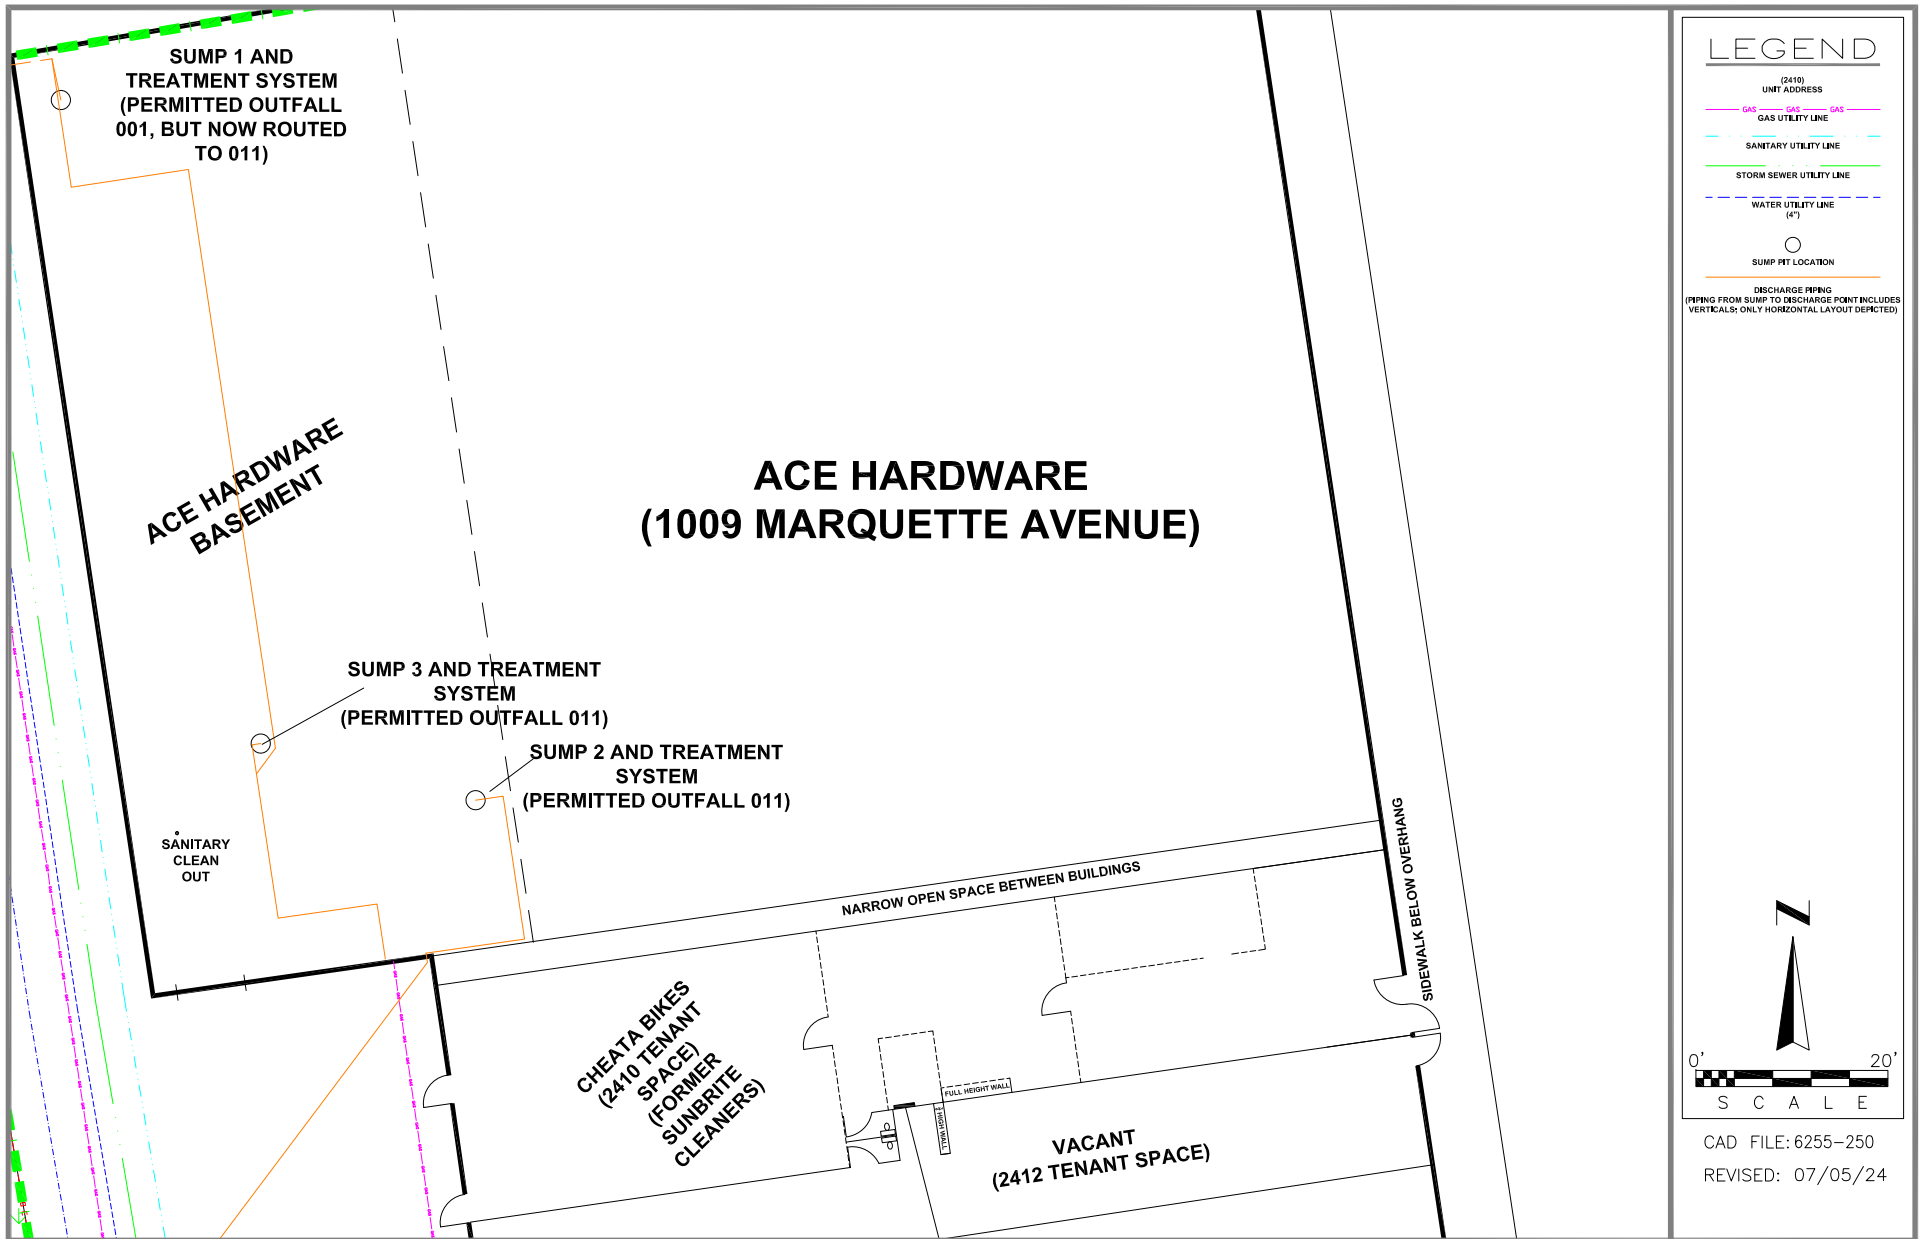 SUMP 1 AND
TREATMENT SYSTEM
(PERMITTED OUTFALL
001, BUT NOW ROUTED
TO 011)
ACE HARDWARE
BASEMENT
ACE HARDWARE
(1009 MARQUETTE AVENUE)
SUMP 3 AND TREATMENT
SYSTEM
(PERMITTED OUTFALL 011)
SUMP 2 AND TREATMENT
SYSTEM
(PERMITTED OUTFALL 011)
SANITARY
CLEAN
OUT
NARROW OPEN SPACE BETWEEN BUILDINGS
SIDEWALK BELOW OVERHANG
CHEATA BIKES
(2410 TENANT
SPACE)
(FORMER
SUNBRITE
CLEANERS)
FULL HEIGHT WALL
HIGH WALL
VACANT
(2412 TENANT SPACE)
LEGEND
(2410)
UNIT ADDRESS
GAS GAS GAS
GAS UTILITY LINE
SANITARY UTILITY LINE
STORM SEWER UTILITY LINE
WATER UTILITY LINE
(4")
SUMP PIT LOCATION
DISCHARGE PIPING
(PIPING FROM SUMP TO DISCHARGE POINT INCLUDES
VERTICALS; ONLY HORIZONTAL LAYOUT DEPICTED)
N
0' 20'
SCALE
CAD FILE: 6255-250
REVISED: 07/05/24